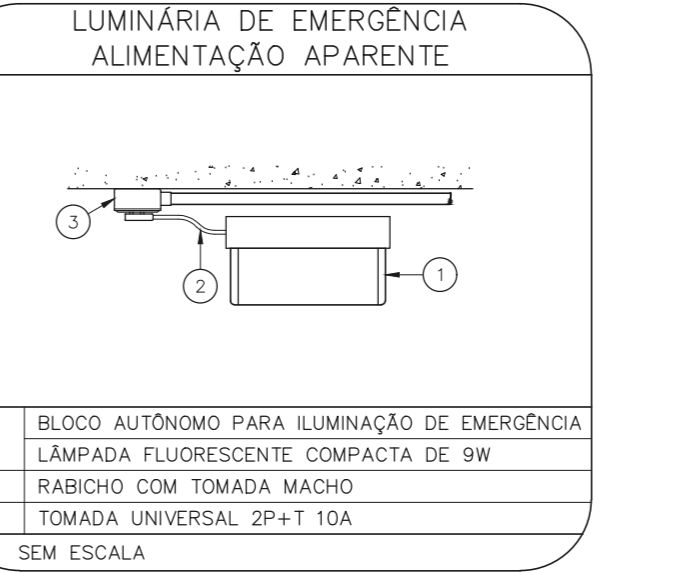 LUMINÁRIA DE EMERGÊNCIA
ALIMENTAÇÃO APARENTE
3
2
1
BLOCO AUTÔNOMO PARA ILUMINAÇÃO DE EMERGÊNCIA
LÂMPADA FLUORESCENTE COMPACTA DE 9W
RABICHO COM TOMADA MACHO
TOMADA UNIVERSAL 2P+T 10A
SEM ESCALA